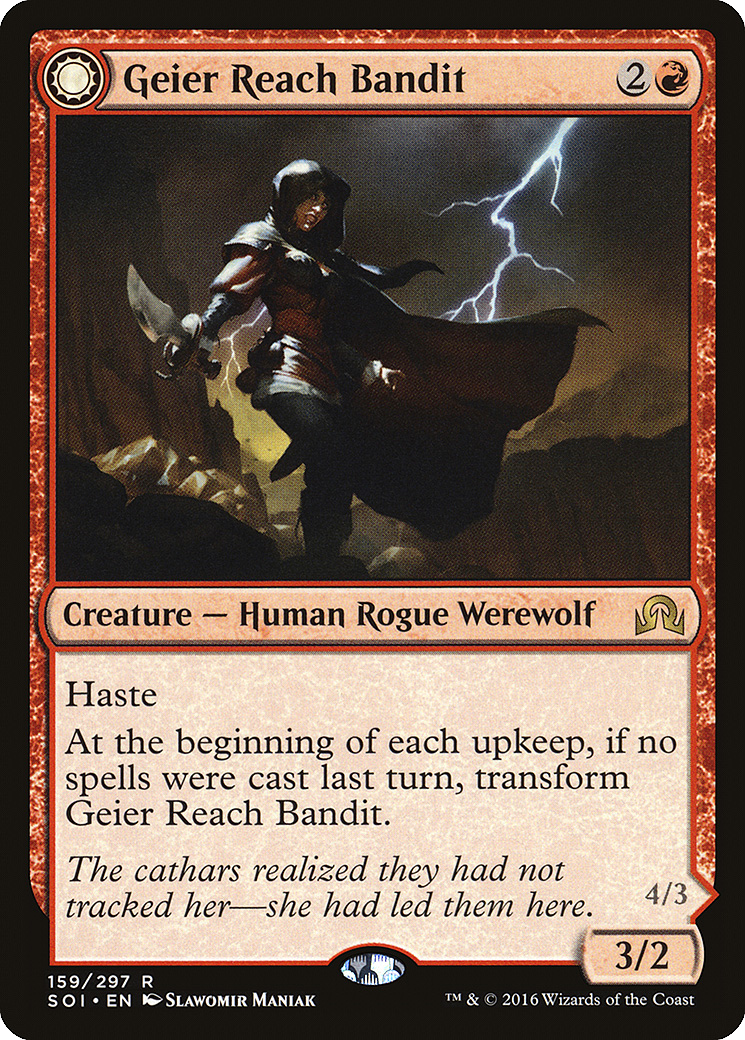 Geier Reach Bandit 2
Creature — Human Rogue Werewolf
Haste
At the beginning of each upkeep, if no
spells were cast last turn, transform
Geier Reach Bandit.
The cathars realized they had not
tracked her—she had led them here.
4/3
3/2
159/297 R
SOI • EN Slawomir Maniak
™ & © 2016 Wizards of the Coast